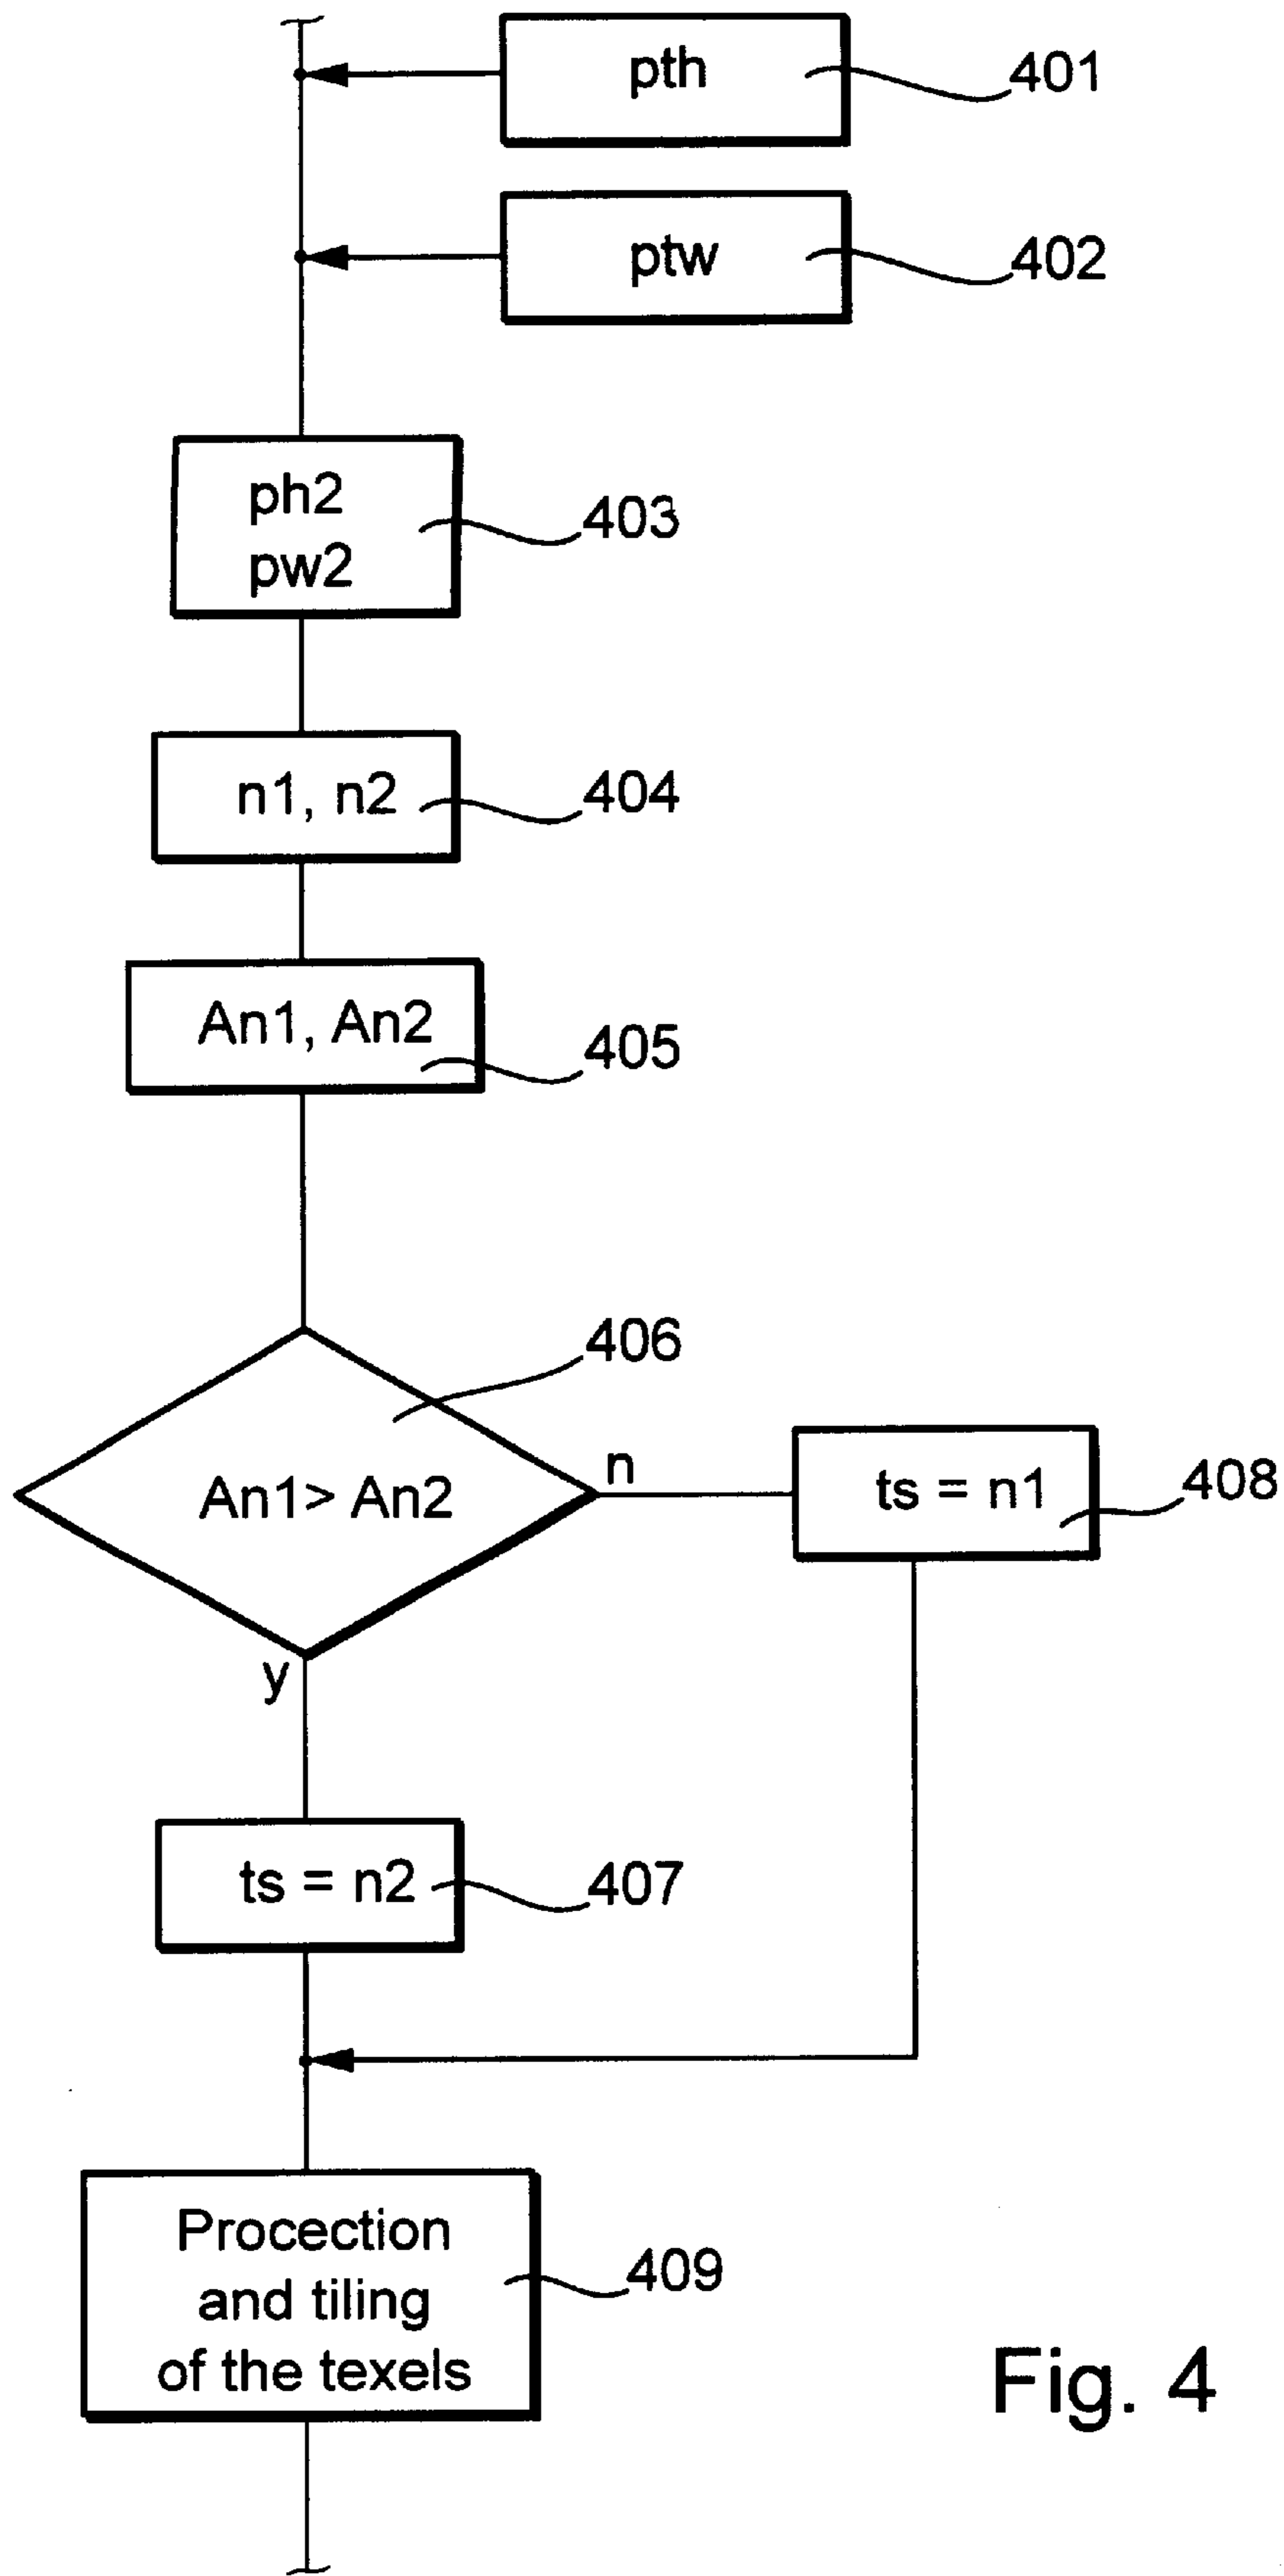 pth
401
ptw
402
ph2
pw2
403
n1, n2
404
An1, An2
405
406
An1> An2
n
ts = n1
408
y
ts = n2
407
Procection
and tiling
of the texels
409
Fig. 4